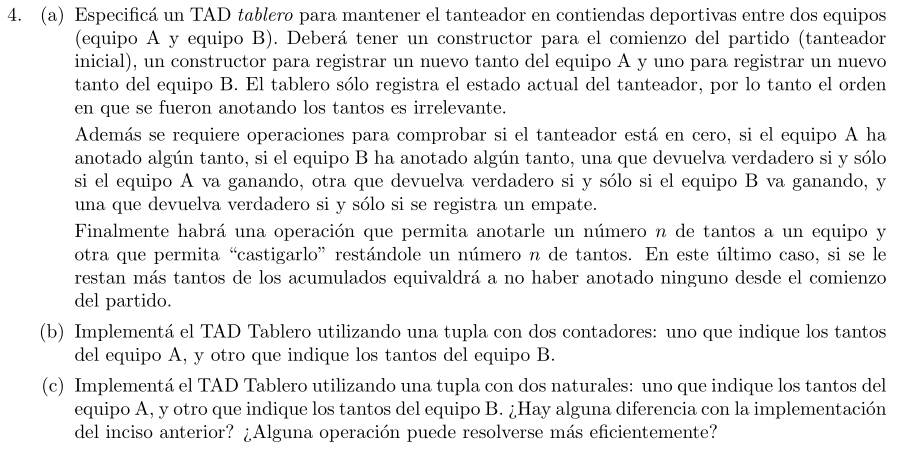 4. (a) Especificá un TAD tablero para mantener el tanteador en contiendas deportivas entre dos equipos
(equipo A y equipo B). Deberá tener un constructor para el comienzo del partido (tanteador
inicial), un constructor para registrar un nuevo tanto del equipo A y uno para registrar un nuevo
tanto del equipo B. El tablero sólo registra el estado actual del tanteador, por lo tanto el orden
en que se fueron anotando los tantos es irrelevante.
Además se requiere operaciones para comprobar si el tanteador está en cero, si el equipo A ha
anotado algún tanto, si el equipo B ha anotado algún tanto, una que devuelva verdadero si y sólo
si el equipo A va ganando, otra que devuelva verdadero si y sólo si el equipo B va ganando, y
una que devuelva verdadero si y sólo si se registra un empate.
Finalmente habrá una operación que permita anotarle un número n de tantos a un equipo y
otra que permita “castigarlo” restándole un número n de tantos. En este último caso, si se le
restan más tantos de los acumulados equivaldrá a no haber anotado ninguno desde el comienzo
del partido.
(b) Implementá el TAD Tablero utilizando una tupla con dos contadores: uno que indique los tantos
del equipo A, y otro que indique los tantos del equipo B.
(c) Implementá el TAD Tablero utilizando una tupla con dos naturales: uno que indique los tantos del
equipo A, y otro que indique los tantos del equipo B. ¿Hay alguna diferencia con la implementación
del inciso anterior? ¿Alguna operación puede resolverse más eficientemente?